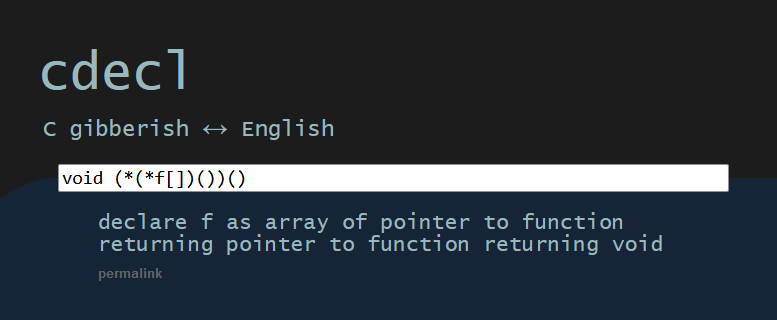 cdecl
C gibberish ↔ English
void (*(*f[])())()
declare f as array of pointer to function
returning pointer to function returning void
permalink